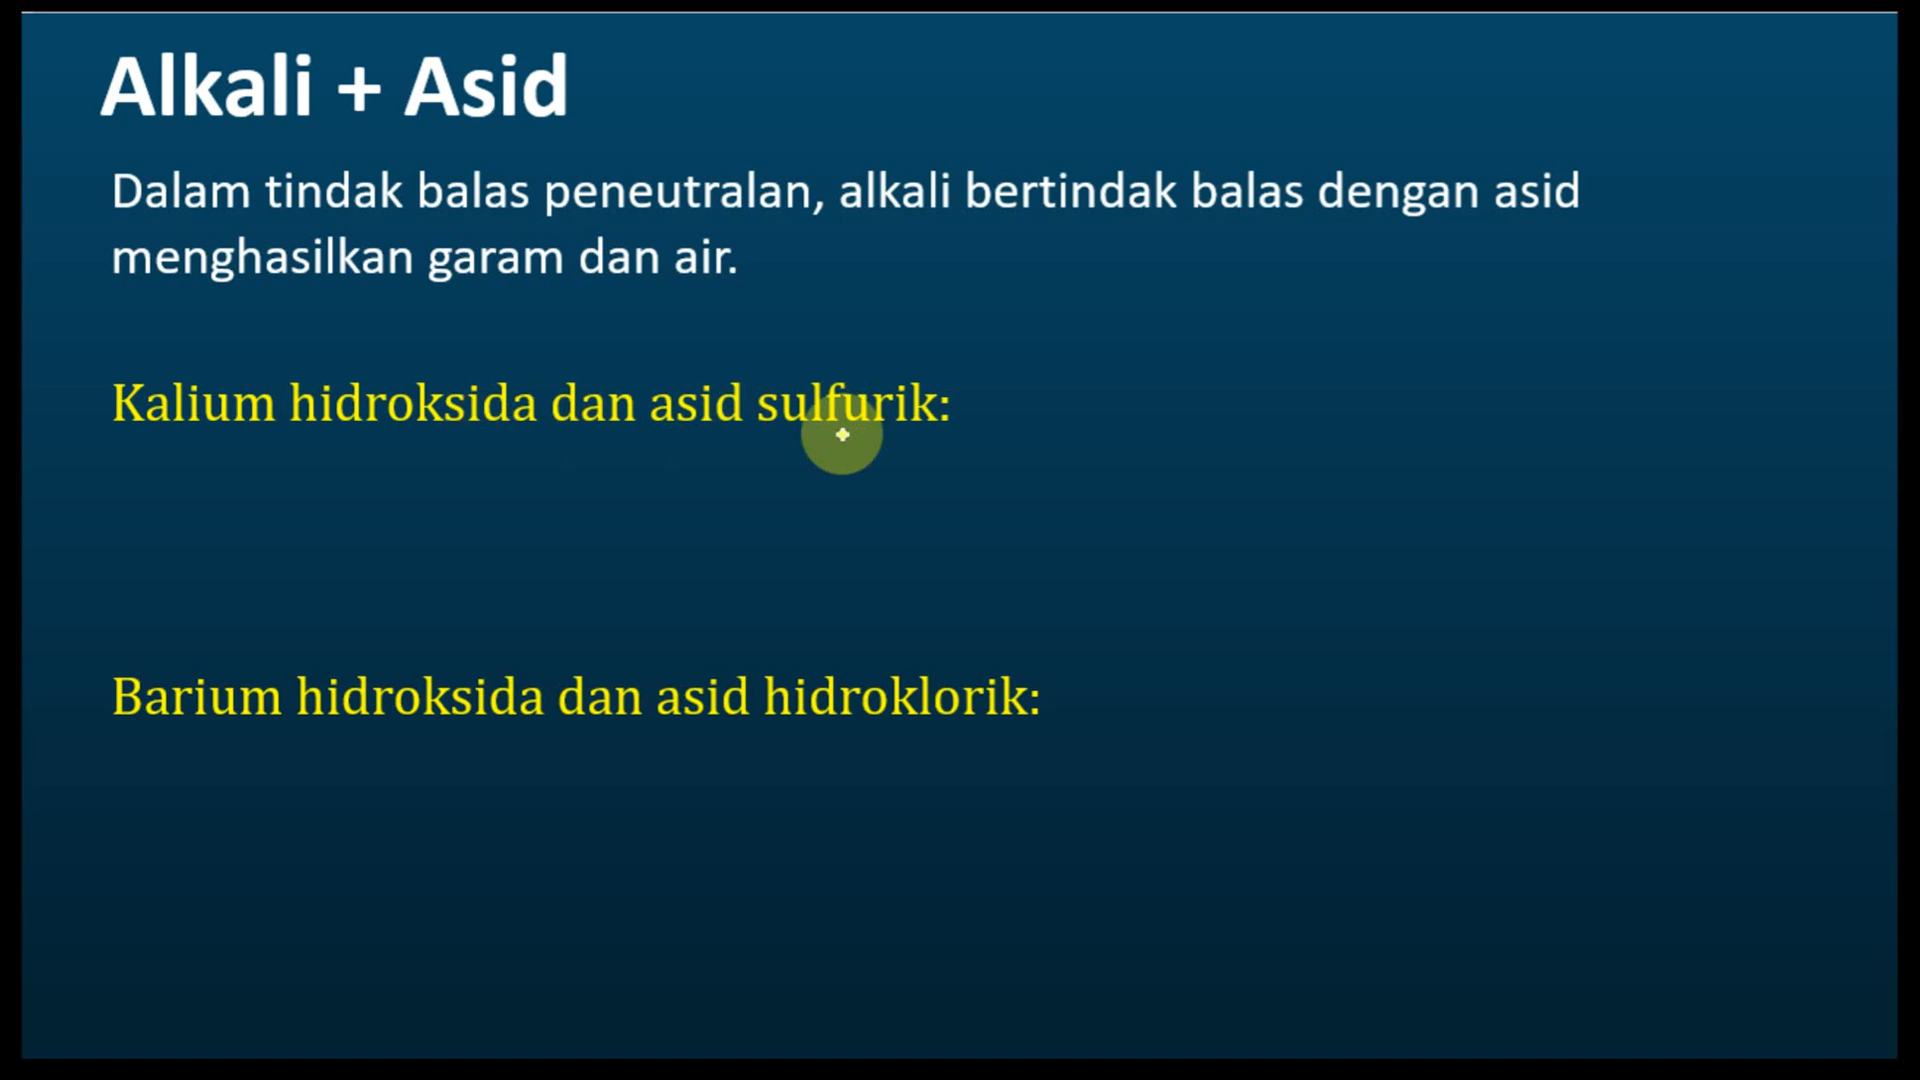 Alkali + Asid
Dalam tindak balas peneutralan, alkali bertindak balas dengan asid
menghasilkan garam dan air.
Kalium hidroksida dan asid sulfurik:
Barium hidroksida dan asid hidroklorik: